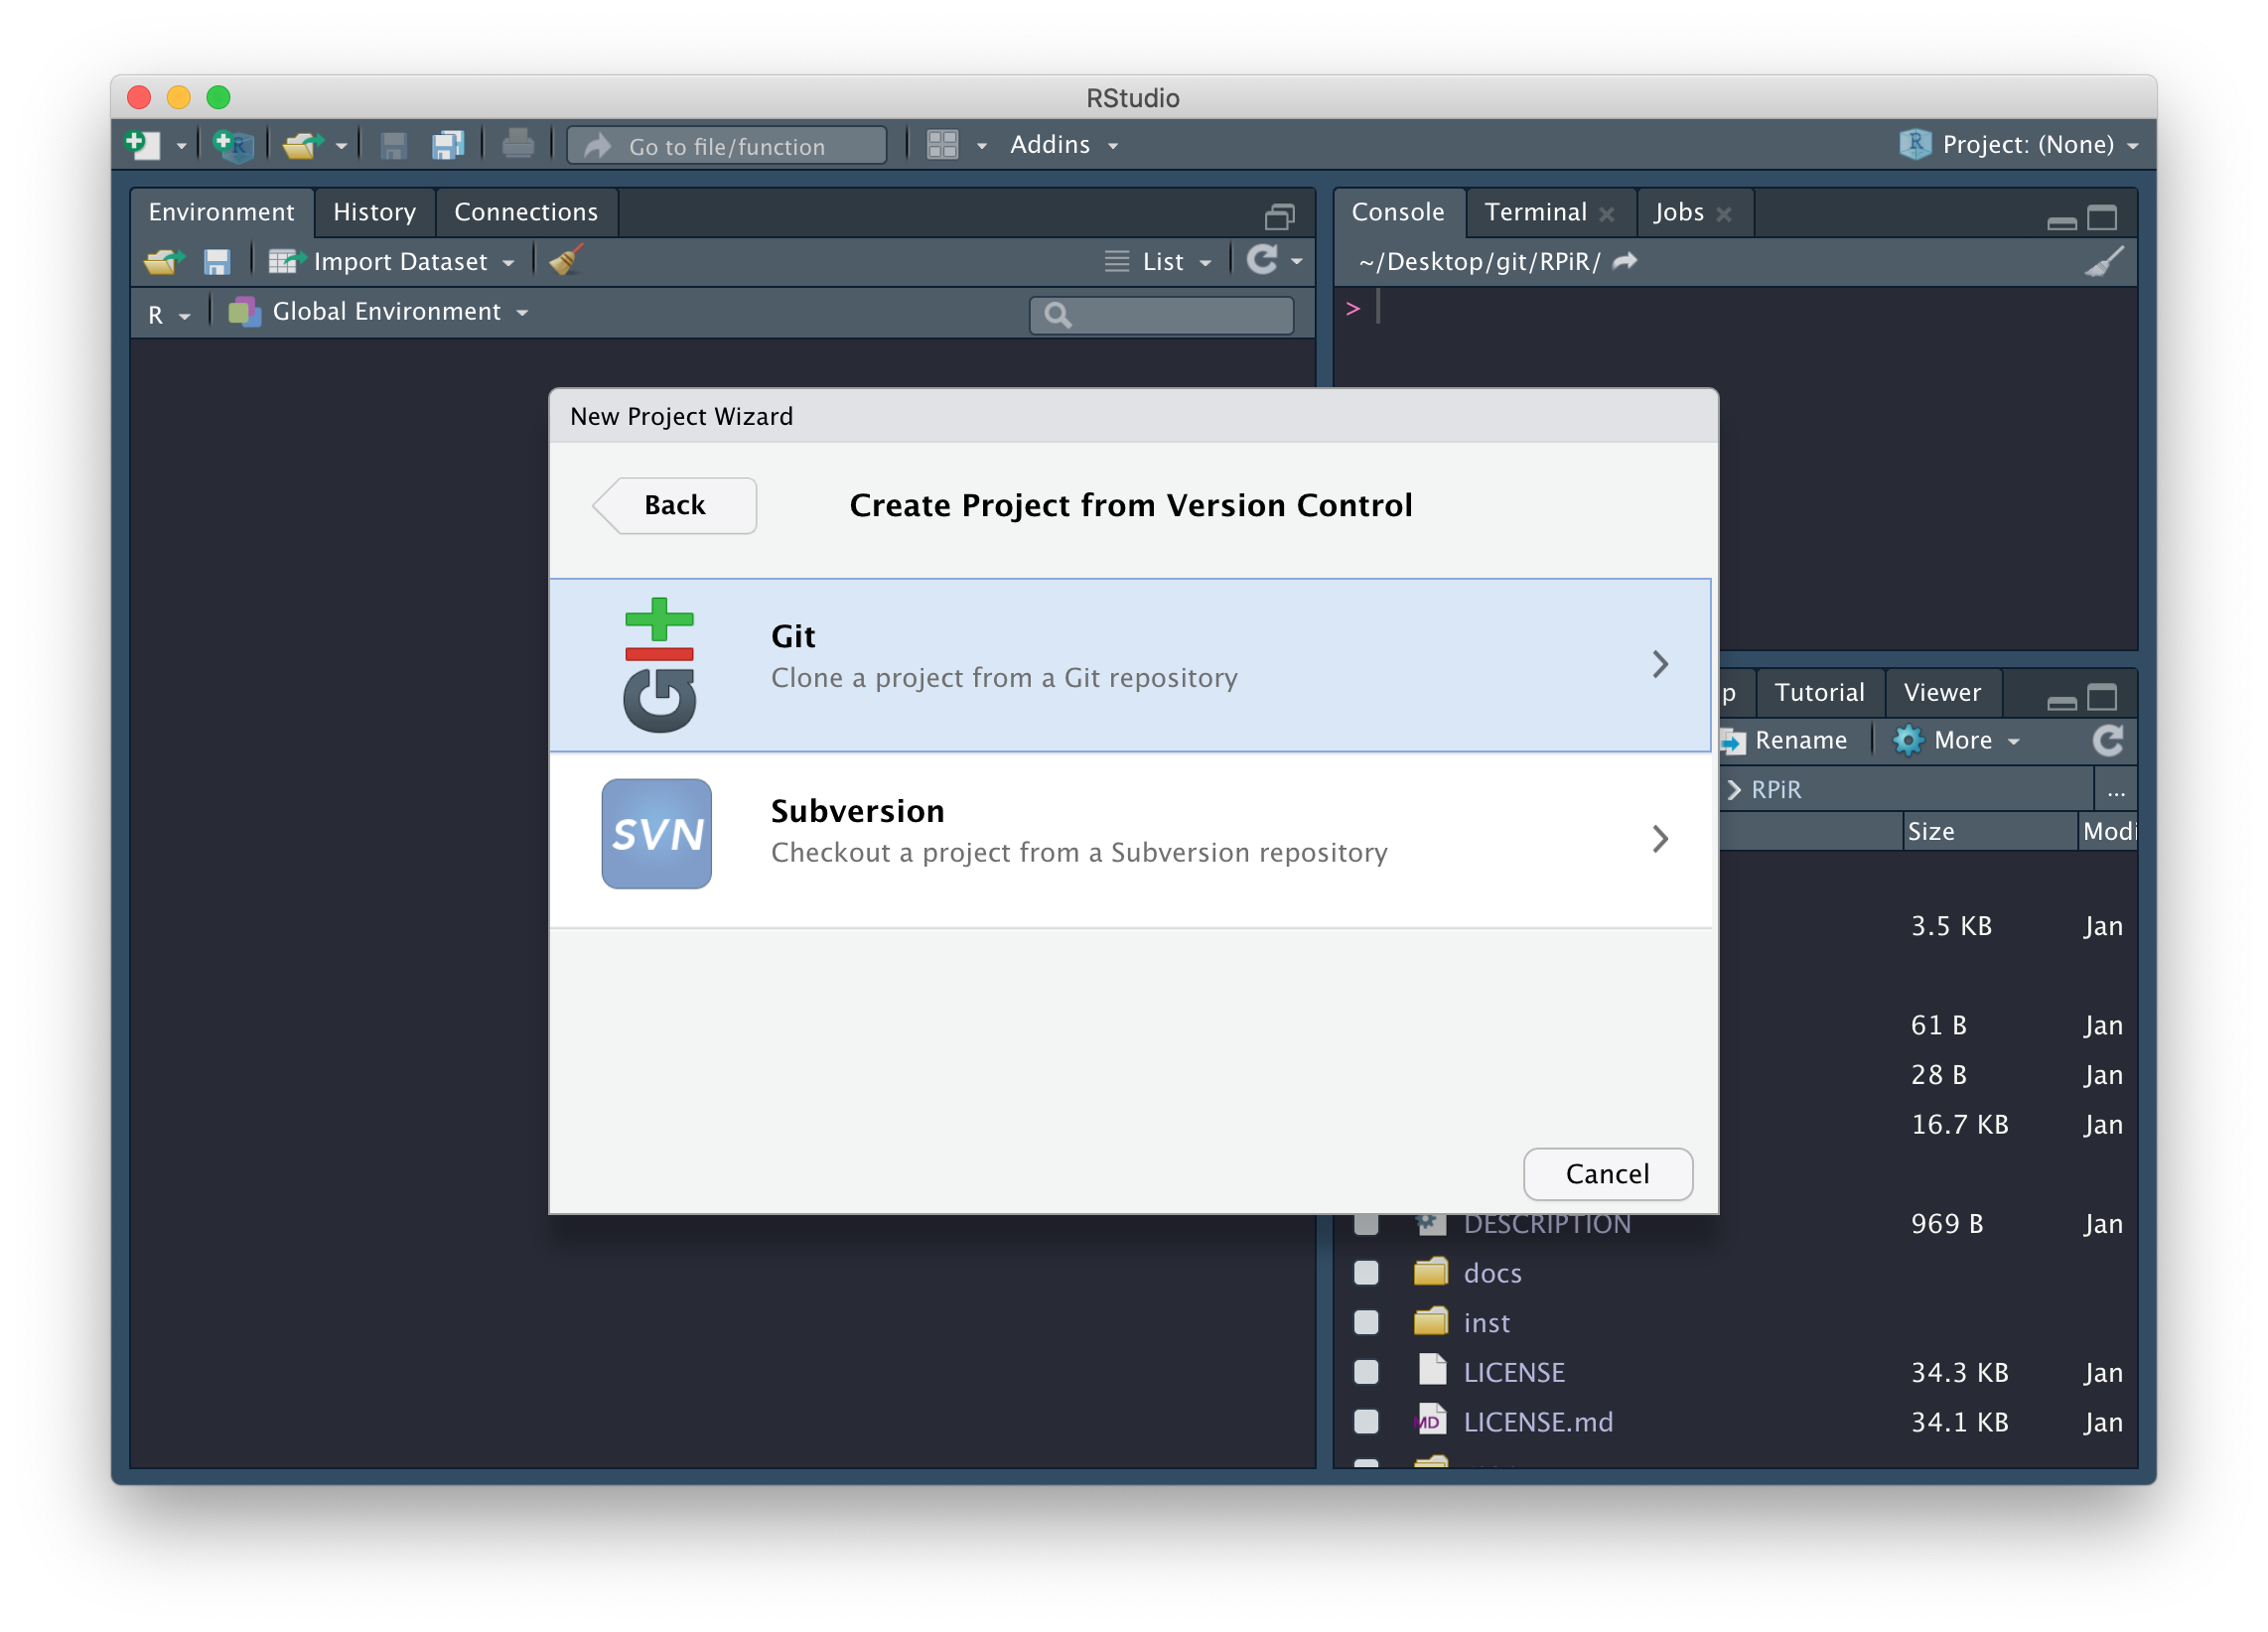 RStudio
Go to file/function
Addins
Project: (None)
Environment
History
Connections
Import Dataset
List
R
Global Environment
Console
Terminal
Jobs
~/Desktop/git/RPiR/
>
New Project Wizard
Back
Create Project from Version Control
Git
Clone a project from a Git repository
SVN
Subversion
Checkout a project from a Subversion repository
Cancel
p
Tutorial
Viewer
Rename
More
RPiR
...
Size
Modi
3.5 KB Jan
61 B Jan
28 B Jan
16.7 KB Jan
DESCRIPTION 969 B Jan
docs
inst
LICENSE 34.3 KB Jan
MD LICENSE.md 34.1 KB Jan